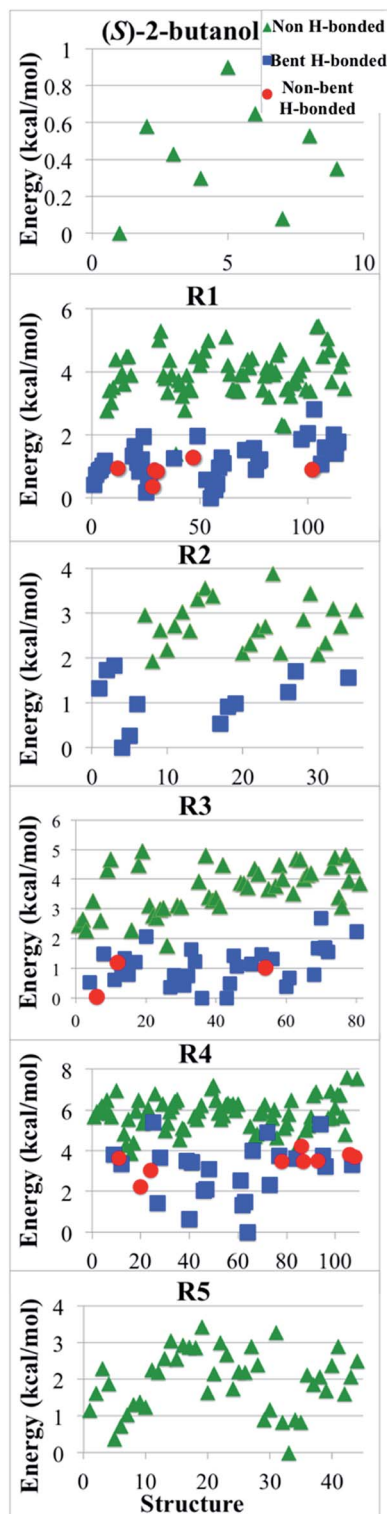 (S)-2-butanol
Non H-bonded
Bent H-bonded
Non-bent
H-bonded
Energy (kcal/mol)
1
0.8
0.6
0.4
0.2
0
0 5 10
R1
Energy (kcal/mol)
6
4
2
0
0 50 100
R2
Energy (kcal/mol)
4
3
2
1
0
0 10 20 30
R3
Energy (kcal/mol)
6
5
4
3
2
1
0
0 20 40 60 80
R4
Energy (kcal/mol)
8
6
4
2
0
0 20 40 60 80 100
R5
Energy (kcal/mol)
4
3
2
1
0
0 10 20 30 40
Structure